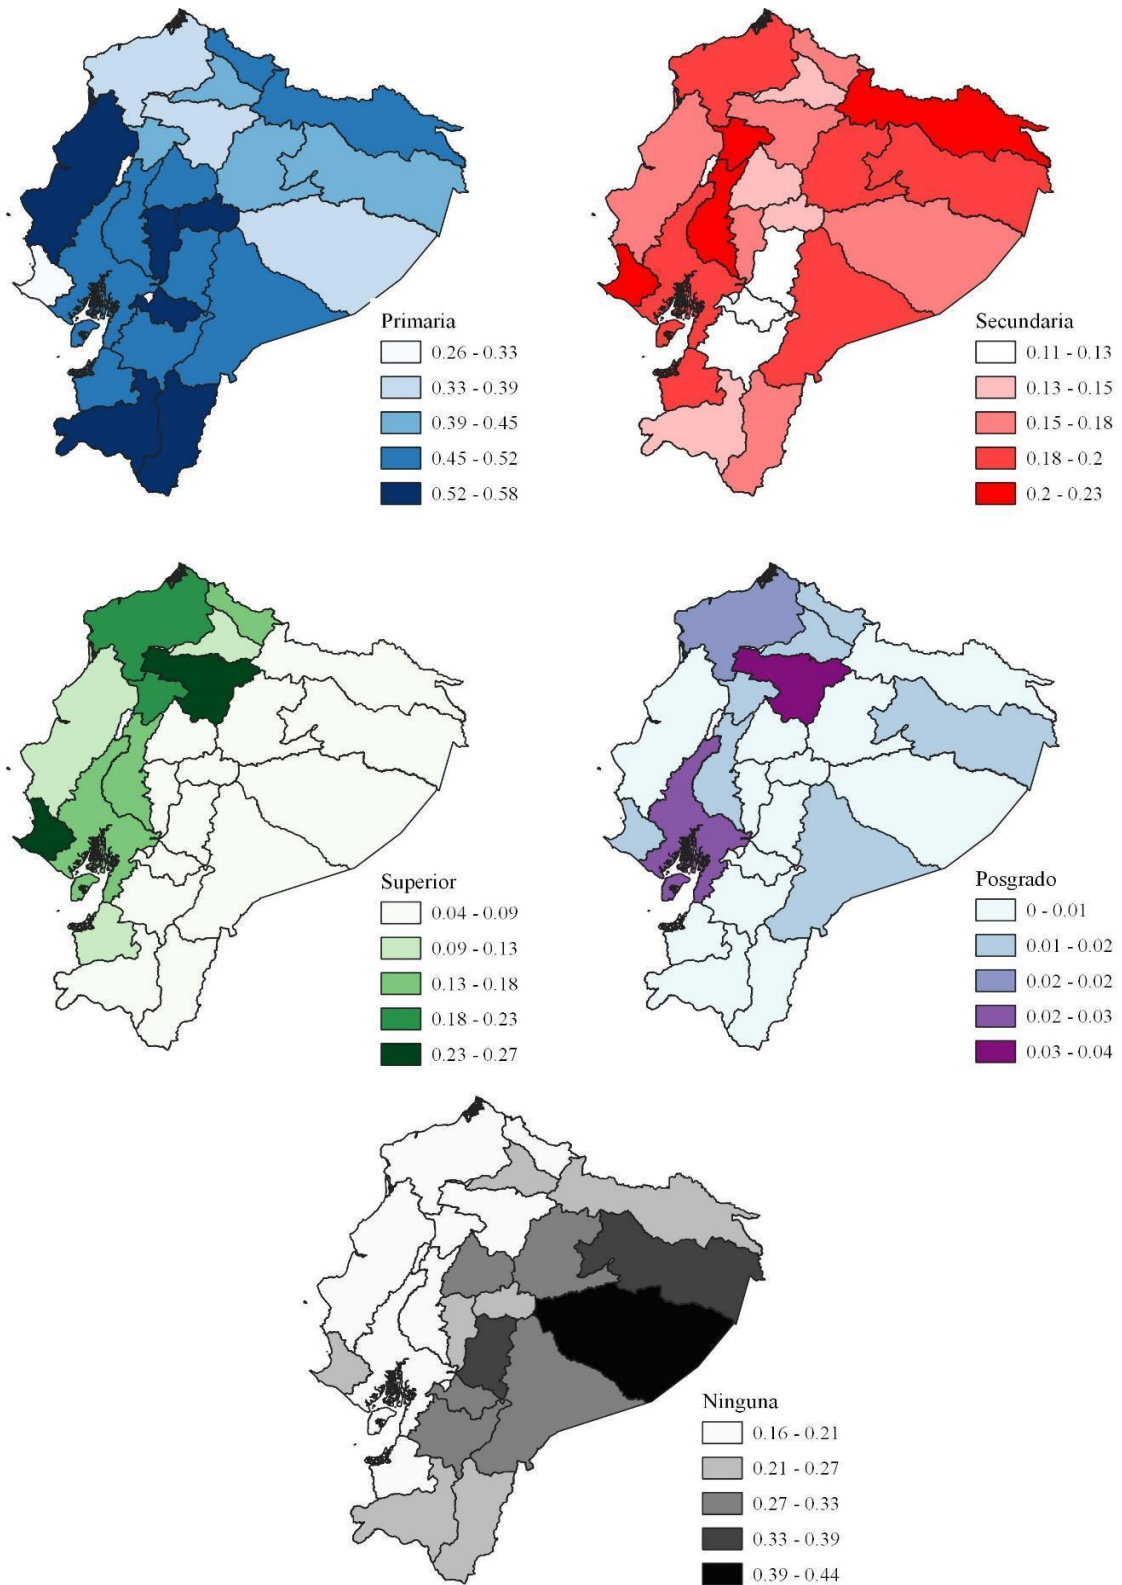 Primaria
0.26 - 0.33
0.33 - 0.39
0.39 - 0.45
0.45 - 0.52
0.52 - 0.58
Secundaria
0.11 - 0.13
0.13 - 0.15
0.15 - 0.18
0.18 - 0.2
0.2 - 0.23
Superior
0.04 - 0.09
0.09 - 0.13
0.13 - 0.18
0.18 - 0.23
0.23 - 0.27
Posgrado
0 - 0.01
0.01 - 0.02
0.02 - 0.02
0.02 - 0.03
0.03 - 0.04
Ninguna
0.16 - 0.21
0.21 - 0.27
0.27 - 0.33
0.33 - 0.39
0.39 - 0.44